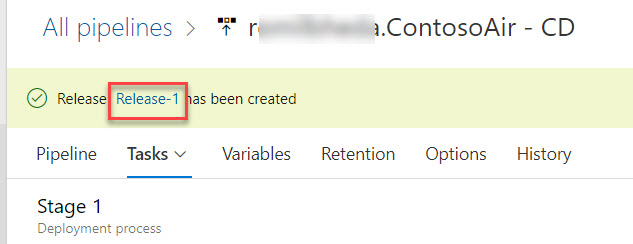 All pipelines > .ContosoAir - CD
Release Release-1 has been created
Pipeline Tasks Variables Retention Options History
Stage 1
Deployment process